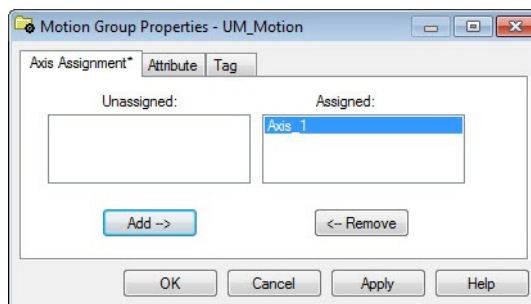 Motion Group Properties - UM_Motion
Axis Assignment* Attribute Tag
Unassigned: Assigned:
Axis_1
Add --> <-- Remove
OK Cancel Apply Help